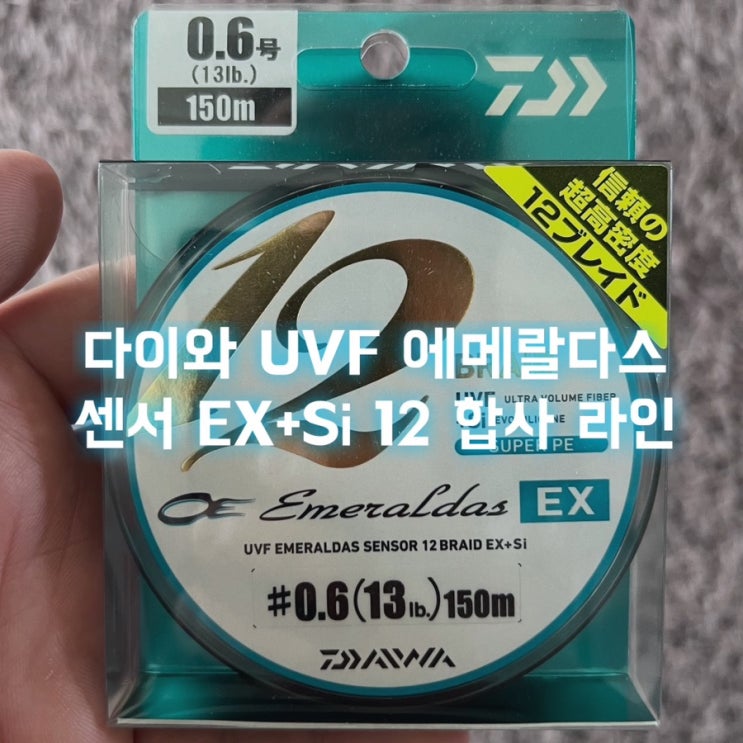 0.6号
(13lb.)
150m
信頼の
超高密度
12ブレイド
12
다이와 UVF 에메랄다스
UVF ULTRA VOLUME FIBER
센서 EX+Si 12 합사 라인
SUPER PE
Emeraldas EX
UVF EMERALDAS SENSOR 12 BRAID EX+Si
#0.6(13lb.)150m
DAIWA